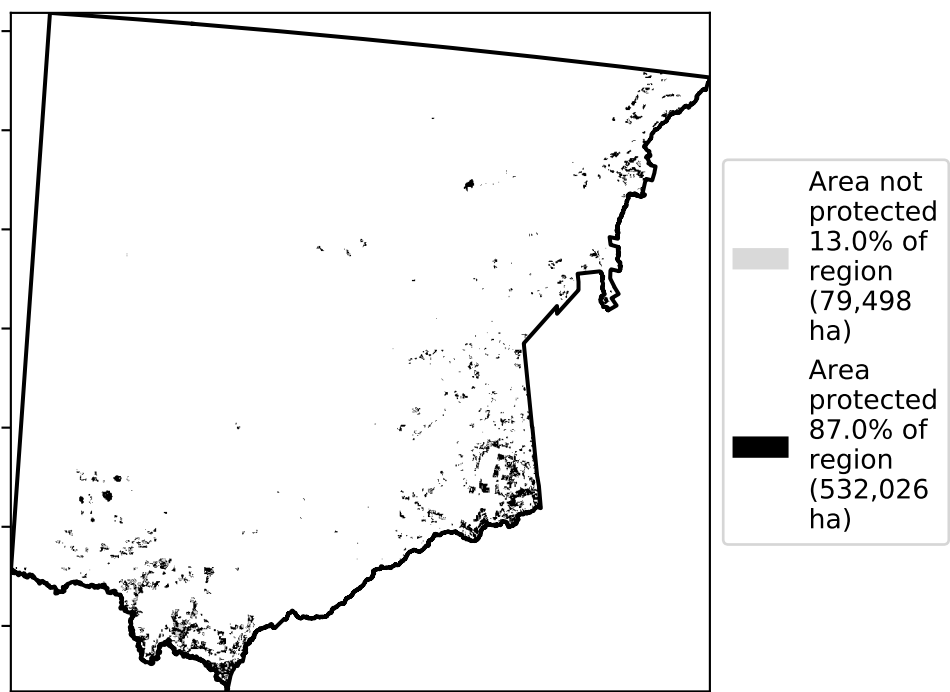 Area not
protected
13.0% of
region
(79,498
ha)
Area
protected
87.0% of
region
(532,026
ha)